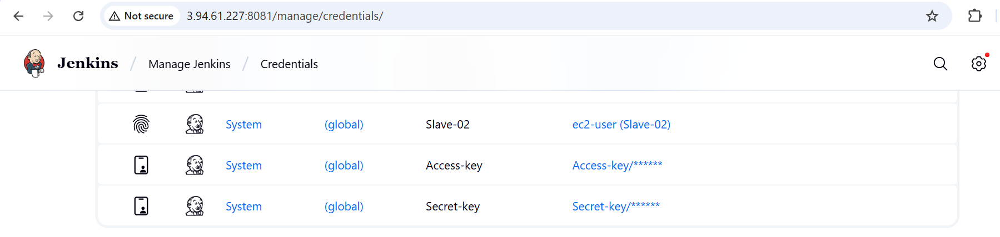 Not secure 3.94.61.227:8081/manage/credentials/
Jenkins / Manage Jenkins / Credentials
System (global) Slave-02 ec2-user (Slave-02)
System (global) Access-key Access-key/******
System (global) Secret-key Secret-key/******